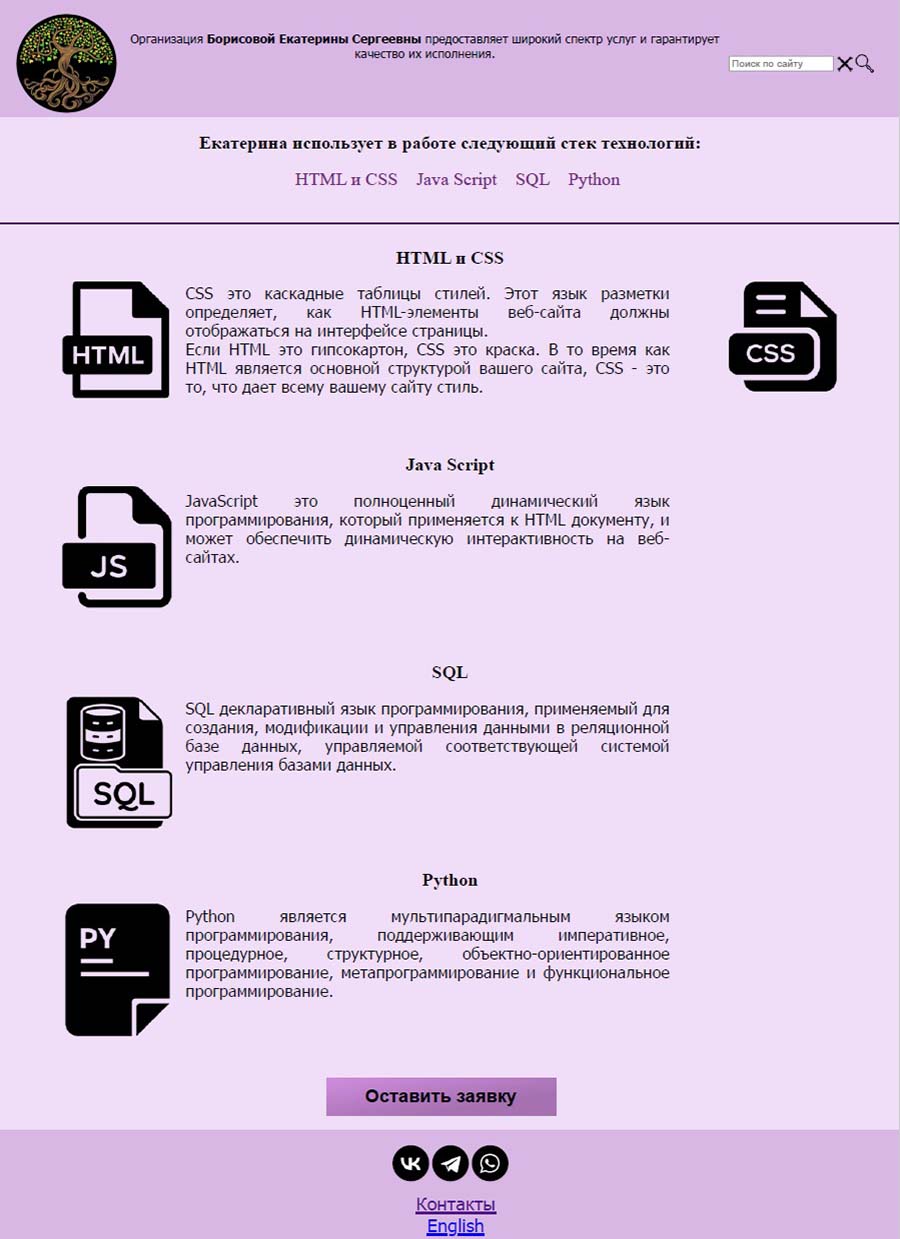 Организация Борисовой Екатерины Сергеевны предоставляет широкий спектр услуг и гарантирует
качество их исполнения.
Поиск по сайту
Екатерина использует в работе следующий стек технологий:
HTML и CSS Java Script SQL Python
HTML и CSS
HTML
CSS это каскадные таблицы стилей. Этот язык разметки
определяет, как HTML-элементы веб-сайта должны
отображаться на интерфейсе страницы.
Если HTML это гипсокартон, CSS это краска. В то время как
HTML является основной структурой вашего сайта, CSS - это
то, что дает всему вашему сайту стиль.
CSS
Java Script
JS
JavaScript это полноценный динамический язык
программирования, который применяется к HTML документу, и
может обеспечить динамическую интерактивность на веб-
сайтах.
SQL
SQL
SQL декларативный язык программирования, применяемый для
создания, модификации и управления данными в реляционной
базе данных, управляемой соответствующей системой
управления базами данных.
Python
PY
Python является мультипарадигмальным языком
программирования, поддерживающим императивное,
процедурное, структурное, объектно-ориентированное
программирование, метапрограммирование и функциональное
программирование.
Оставить заявку
Контакты
English